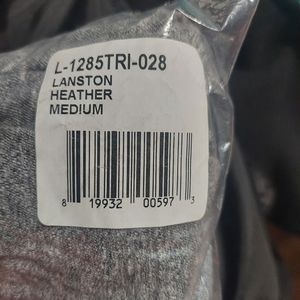 L-1285TRI-028
LANSTON
HEATHER
MEDIUM
8 19932 00597 3